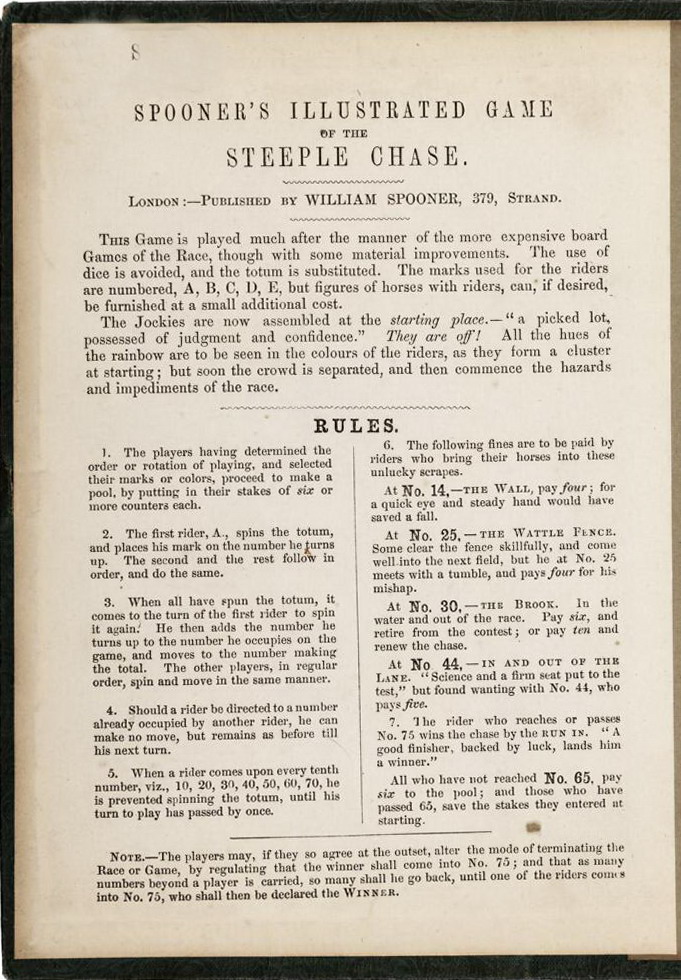 8
SPOONER'S ILLUSTRATED GAME
OF THE
STEEPLE CHASE.
LONDON:—PUBLISHED BY WILLIAM SPOONER, 379, STRAND.
THIS Game is played much after the manner of the more expensive board
Games of the Race, though with some material improvements. The use of
dice is avoided, and the totum is substituted. The marks used for the riders
are numbered, A, B, C, D, E, but figures of horses with riders, can, if desired,
be furnished at a small additional cost.
The Jockies are now assembled at the starting place.—"a picked lot,
possessed of judgment and confidence." They are off! All the hues of
the rainbow are to be seen in the colours of the riders, as they form a cluster
at starting; but soon the crowd is separated, and then commence the hazards
and impediments of the race.
RULES.
1. The players having determined the
order or rotation of playing, and selected
their marks or colors, proceed to make a
pool, by putting in their stakes of six or
more counters each.
2. The first rider, A., spins the totum,
and places his mark on the number he turns
up. The second and the rest follow in
order, and do the same.
3. When all have spun the totum, it
comes to the turn of the first rider to spin
it again. He then adds the number he
turns up to the number he occupies on the
game, and moves to the number making
the total. The other players, in regular
order, spin and move in the same manner.
4. Should a rider be directed to a number
already occupied by another rider, he can
make no move, but remains as before till
his next turn.
5. When a rider comes upon every tenth
number, viz., 10, 20, 30, 40, 50, 60, 70, he
is prevented spinning the totum, until his
turn to play has passed by once.
6. The following fines are to be paid by
riders who bring their horses into these
unlucky scrapes.
At No. 14,—THE WALL, pay four; for
a quick eye and steady hand would have
saved a fall.
At No. 25,—THE WATTLE FENCE.
Some clear the fence skillfully, and come
well into the next field, but he at No. 25
meets with a tumble, and pays four for his
mishap.
At No. 30,—THE BROOK. In the
water and out of the race. Pay six, and
retire from the contest; or pay ten and
renew the chase.
At No 44,—IN AND OUT OF THE
LANE. "Science and a firm seat put to the
test," but found wanting with No. 44, who
pays five.
7. The rider who reaches or passes
No. 75 wins the chase by the RUN IN. "A
good finisher, backed by luck, lands him
a winner."
All who have not reached No. 65, pay
six to the pool; and those who have
passed 65, save the stakes they entered at
starting.
NOTE.—The players may, if they so agree at the outset, alter the mode of terminating the
Race or Game, by regulating that the winner shall come into No. 75; and that as many
numbers beyond a player is carried, so many shall he go back, until one of the riders comes
into No. 75, who shall then be declared the WINNER.